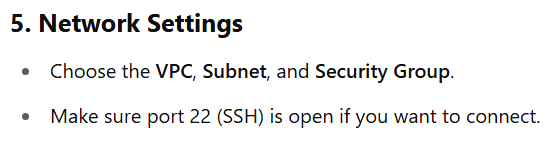 5. Network Settings
• Choose the VPC, Subnet, and Security Group.
• Make sure port 22 (SSH) is open if you want to connect.